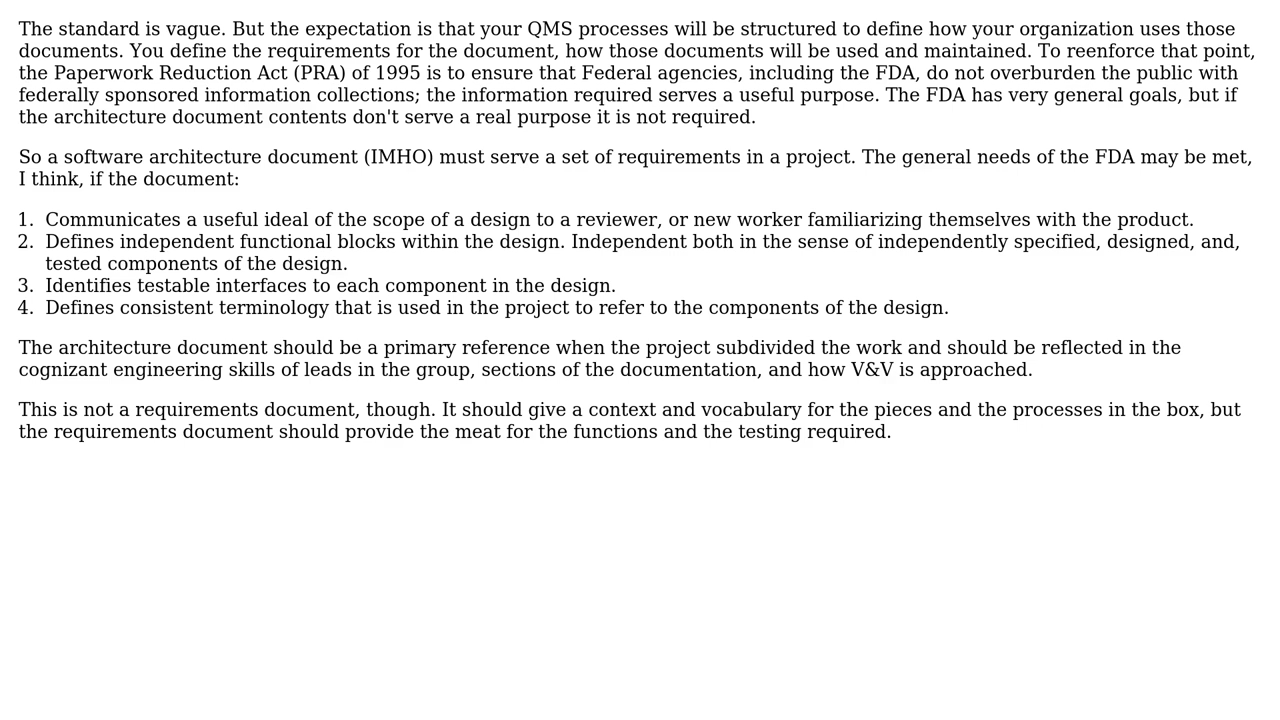 The standard is vague. But the expectation is that your QMS processes will be structured to define how your organization uses those
documents. You define the requirements for the document, how those documents will be used and maintained. To reenforce that point,
the Paperwork Reduction Act (PRA) of 1995 is to ensure that Federal agencies, including the FDA, do not overburden the public with
federally sponsored information collections; the information required serves a useful purpose. The FDA has very general goals, but if
the architecture document contents don't serve a real purpose it is not required.
So a software architecture document (IMHO) must serve a set of requirements in a project. The general needs of the FDA may be met,
I think, if the document:
1. Communicates a useful ideal of the scope of a design to a reviewer, or new worker familiarizing themselves with the product.
2. Defines independent functional blocks within the design. Independent both in the sense of independently specified, designed, and,
tested components of the design.
3. Identifies testable interfaces to each component in the design.
4. Defines consistent terminology that is used in the project to refer to the components of the design.
The architecture document should be a primary reference when the project subdivided the work and should be reflected in the
cognizant engineering skills of leads in the group, sections of the documentation, and how V&V is approached.
This is not a requirements document, though. It should give a context and vocabulary for the pieces and the processes in the box, but
the requirements document should provide the meat for the functions and the testing required.